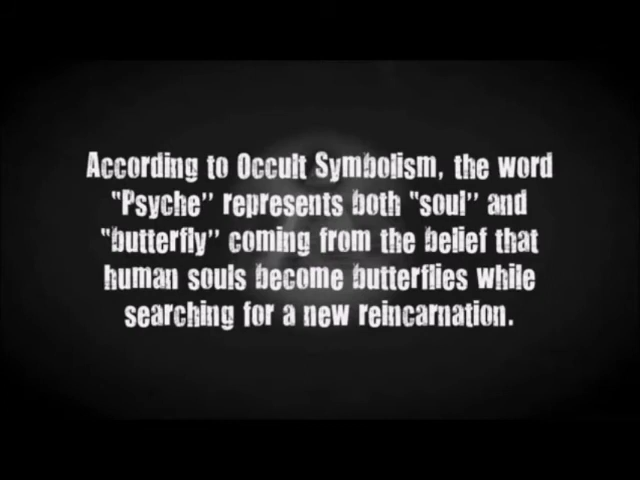 According to Occult Symbolism, the word
"Psyche" represents both "soul" and
"butterfly" coming from the belief that
human souls become butterflies while
searching for a new reincarnation.